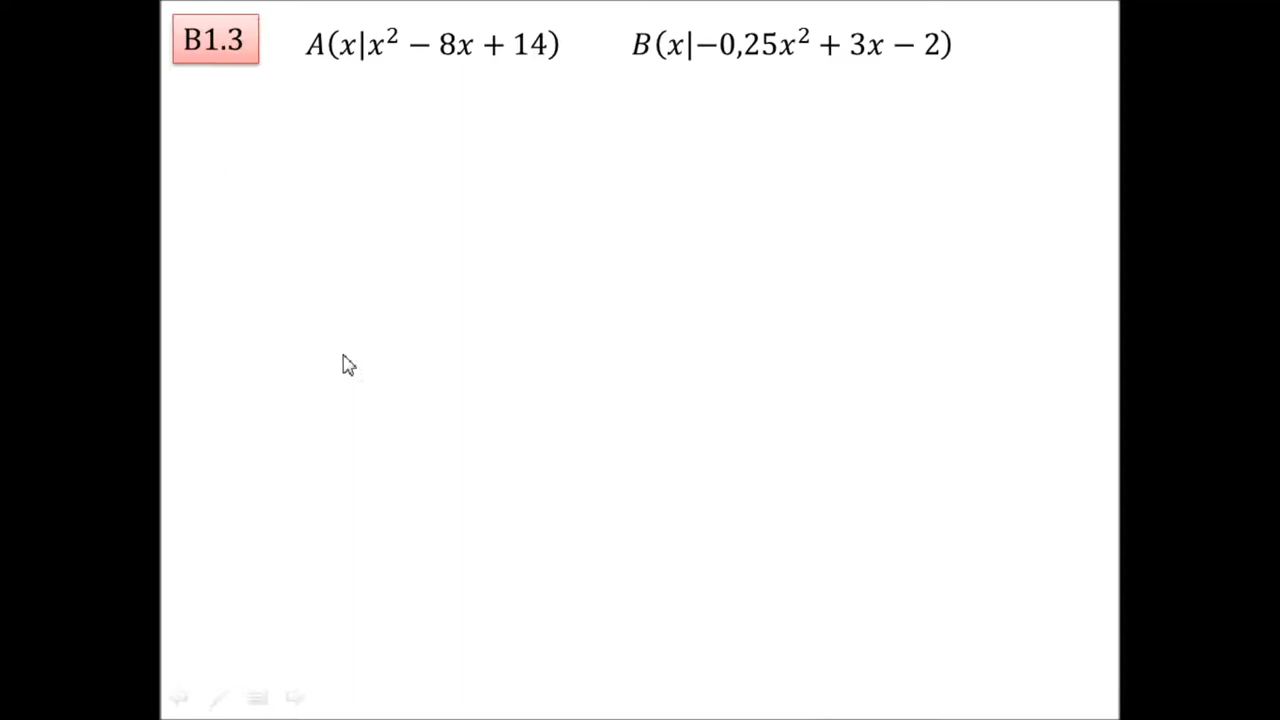 B1.3 A(x|x² − 8x + 14) B(x|−0,25x² + 3x − 2)